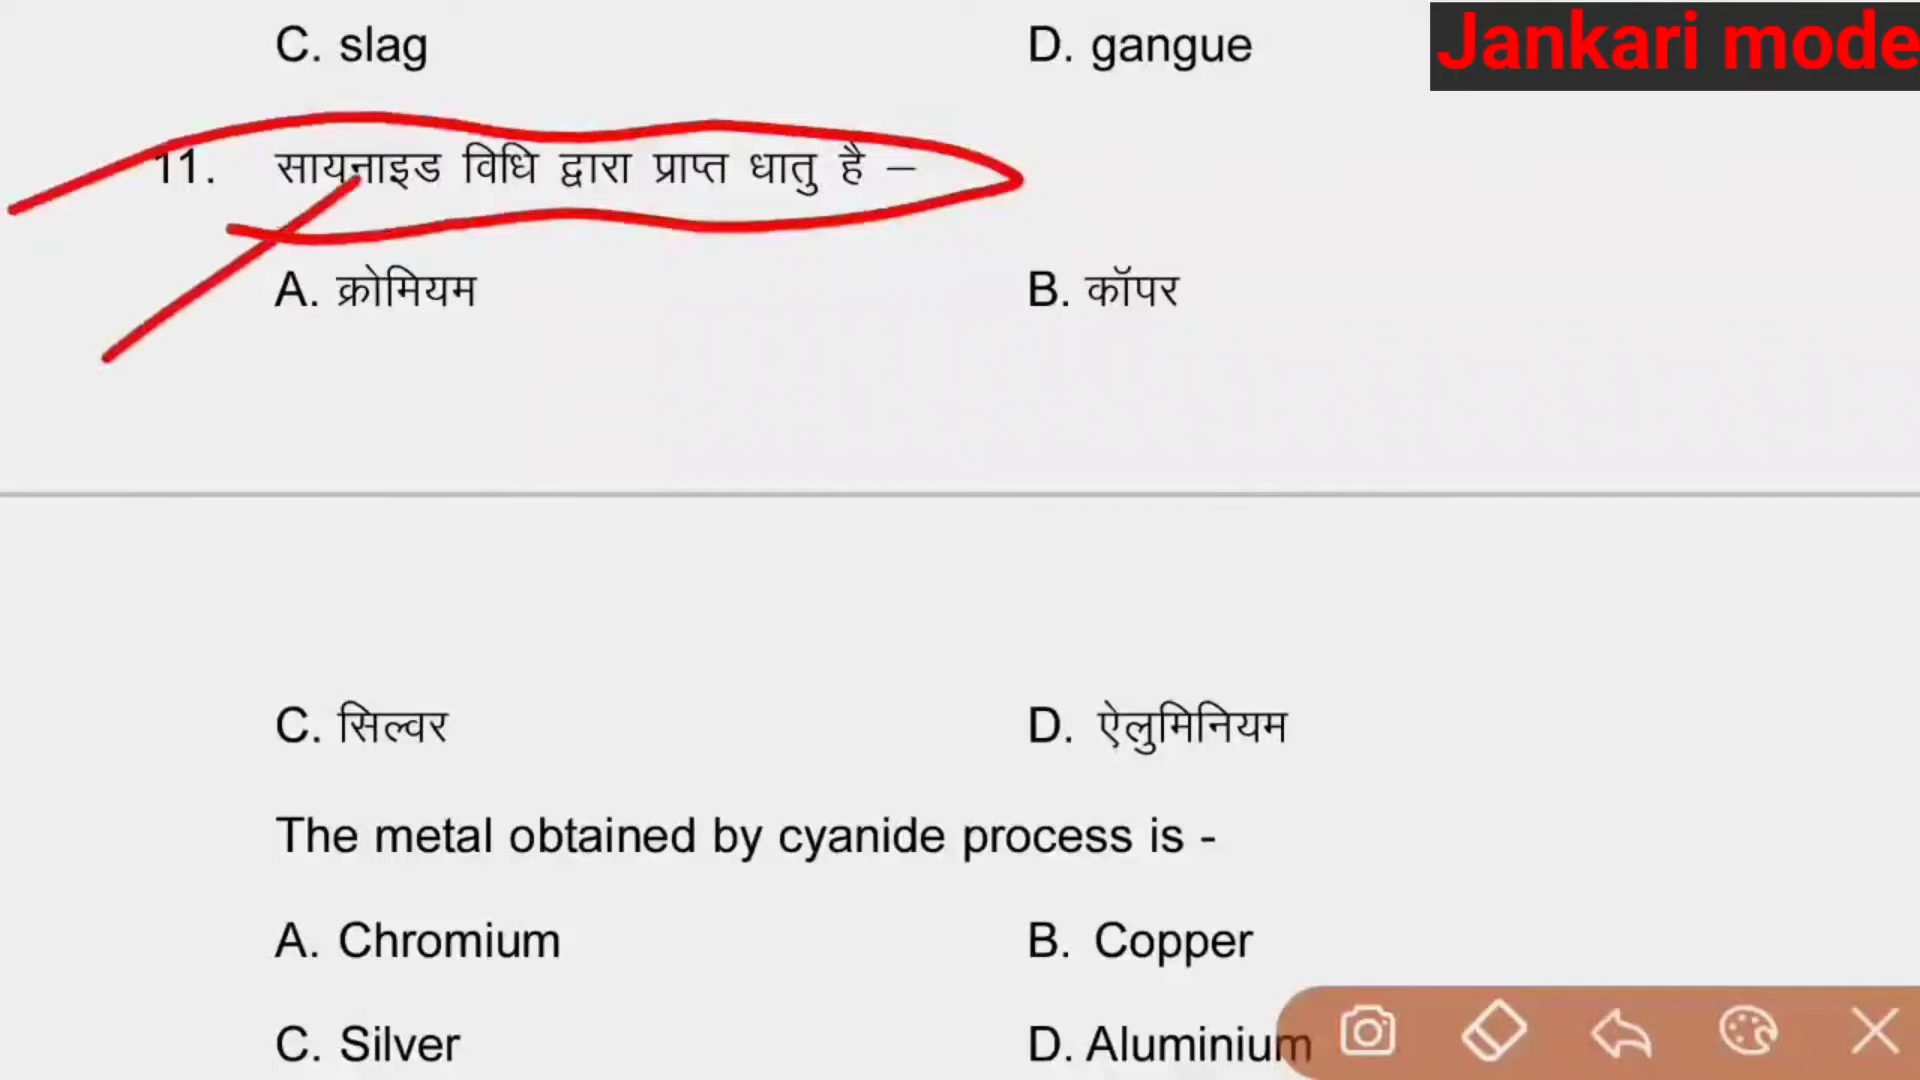 C. slag D. gangue Jankari mode
11. सायनाइड विधि द्वारा प्राप्त धातु है –
A. क्रोमियम B. कॉपर
C. सिल्वर D. ऐलुमिनियम
The metal obtained by cyanide process is -
A. Chromium B. Copper
C. Silver D. Aluminium